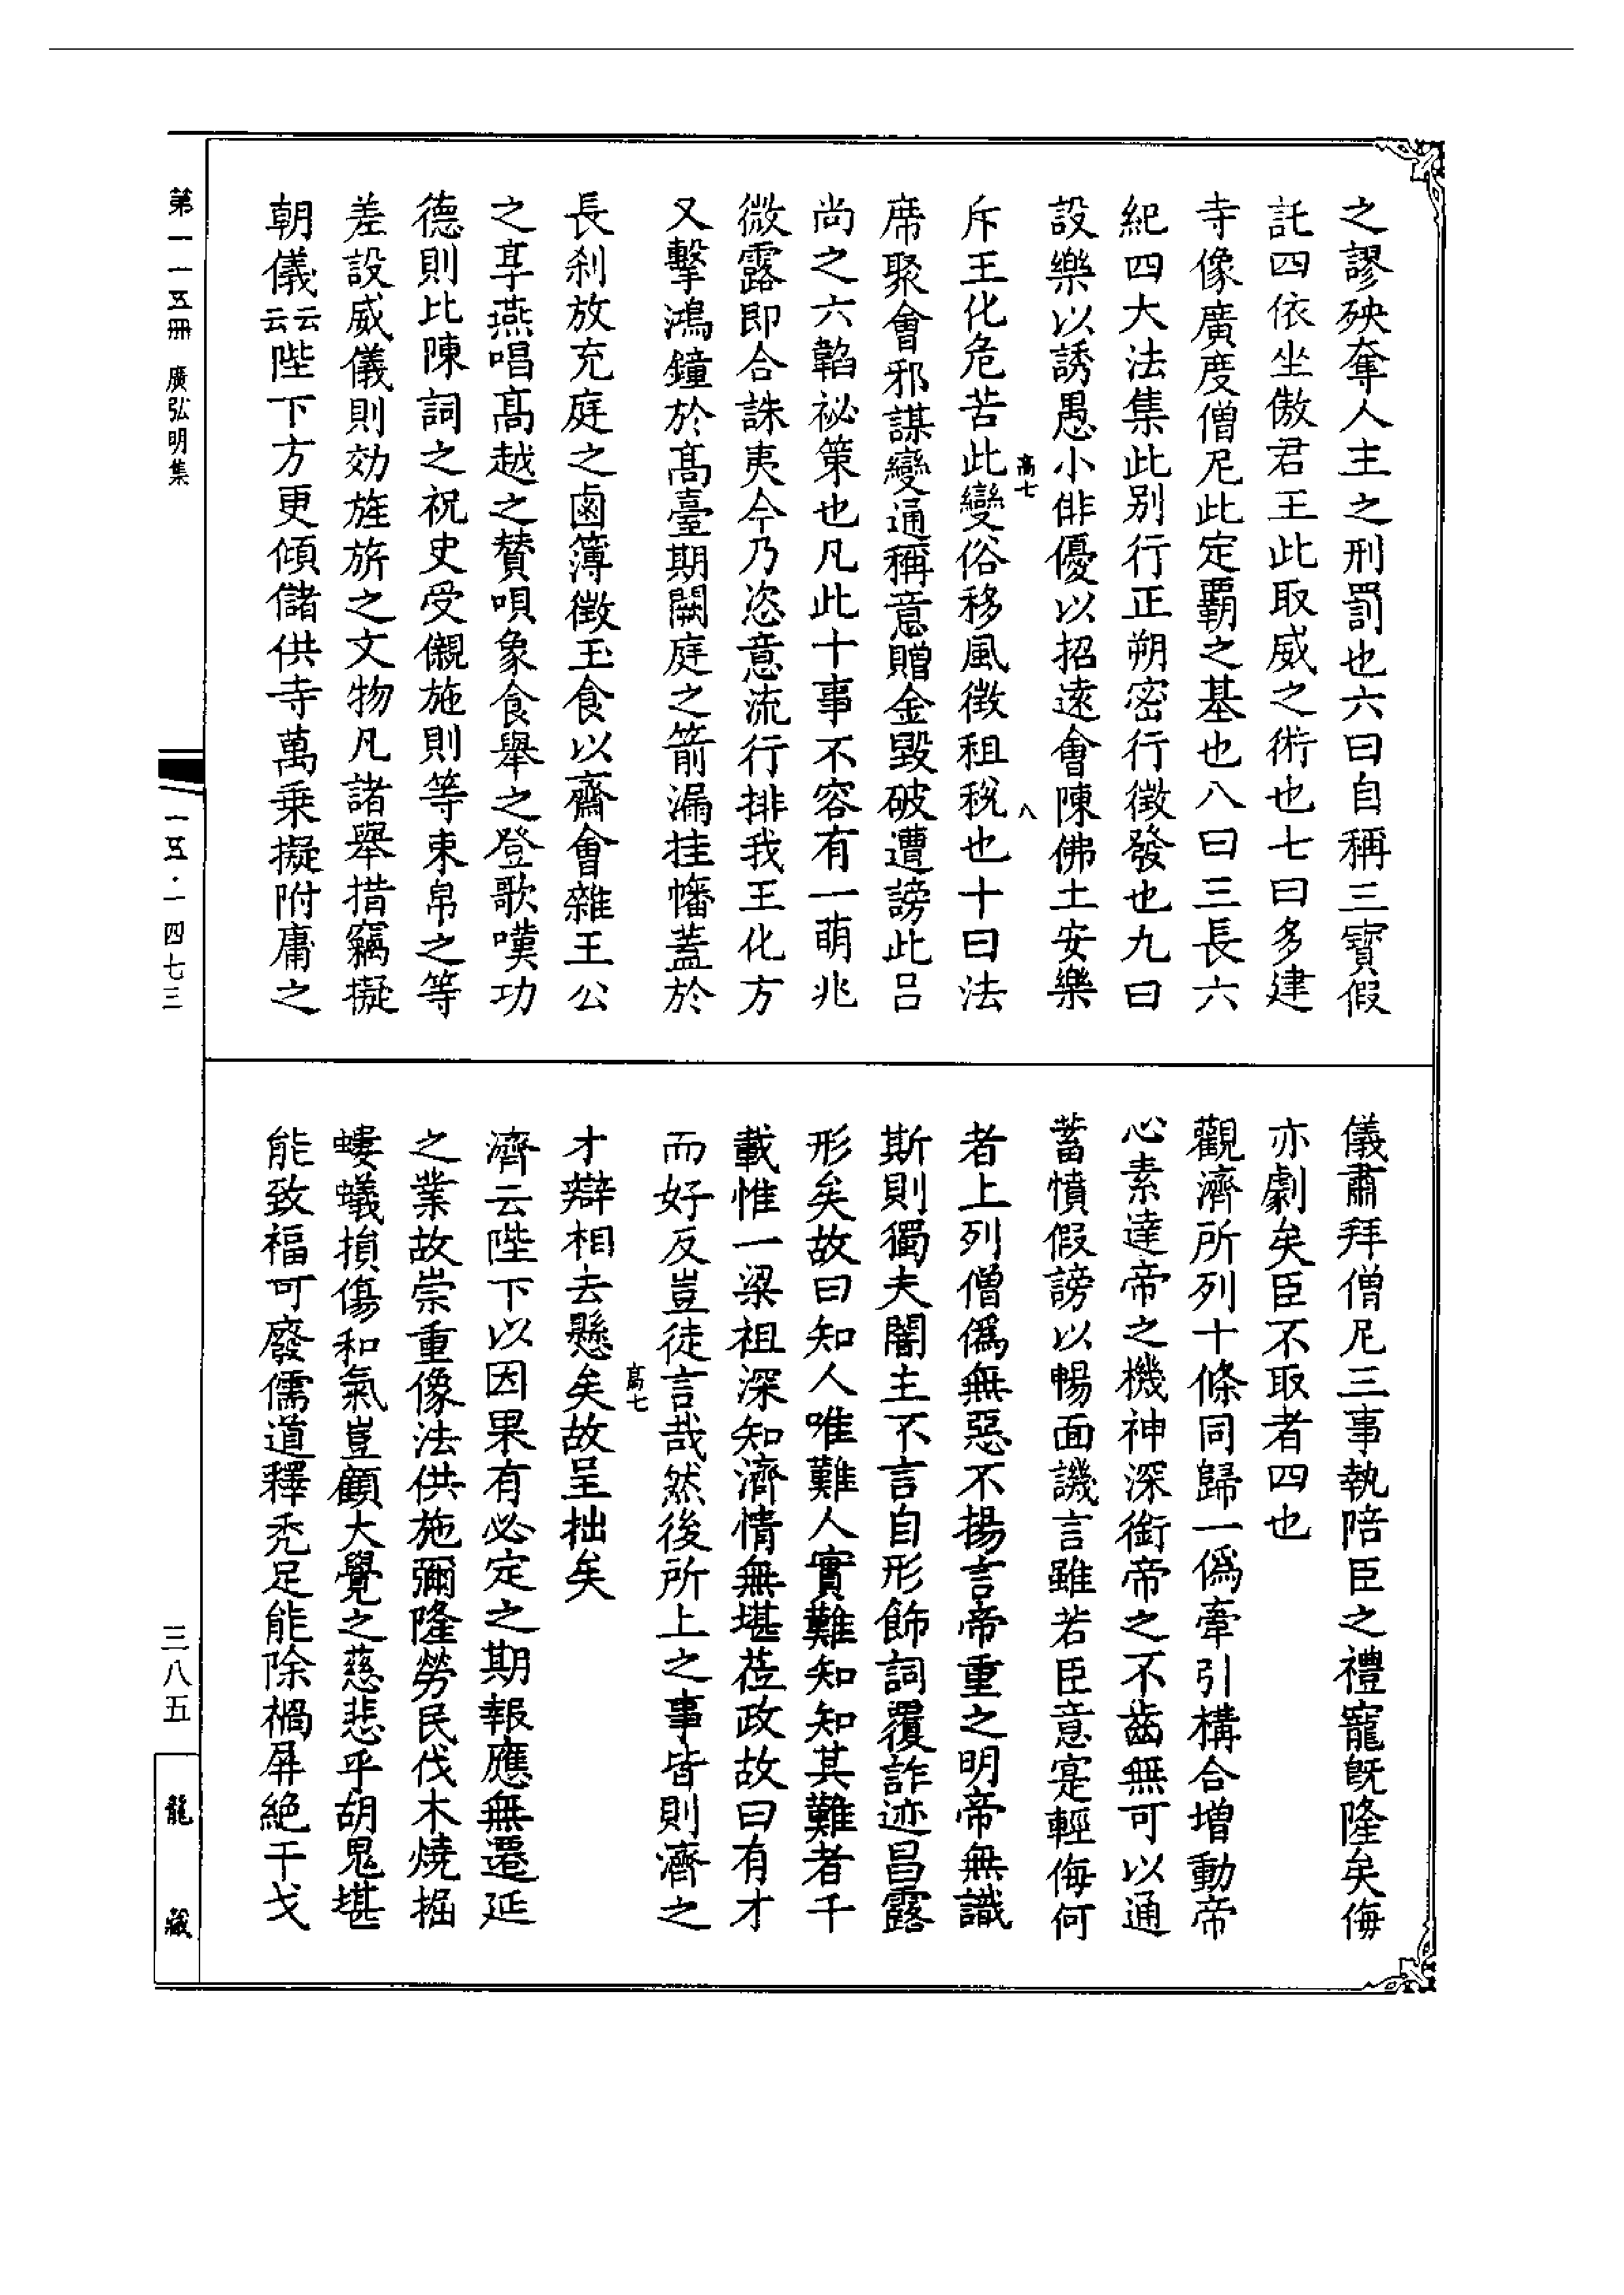 之謬殃奪人主之刑罰也六曰自稱三寶假
託四依坐傲君王此取威之術也七曰多建
寺像廣度僧尼此定覇之基也八曰三長六
紀四大法集此别行正朔密行徴發也九曰
設樂以誘愚小俳優以招逺會陳佛土安樂
高七
八
斥王化危苦此變俗移風徴租稅也十曰法
席聚會邪謀變通稱意贈金毀破遭謗此吕
尚之六韜祕策也凡此十事不容有一萌兆
微露即合誅夷今乃恣意流行排我王化方
又擊鴻鐘於髙臺期闕庭之箭漏挂幡蓋於
長刹放充庭之鹵簿徴玉食以齋會雜王公
之享燕唱髙越之贊唄象食舉之登歌嘆功
德則比陳詞之祝史受儭施則等束帛之等
差設威儀則効旌旂之文物凡諸舉措竊擬
朝儀云云陛下方更傾儲供寺萬乗擬附庸之
儀肅拜僧尼三事執陪臣之禮寵旣隆矣侮
亦劇矣臣不取者四也
觀濟所列十條同歸一僞牽引構合增動帝
心素達帝之機神深銜帝之不齒無可以通
蓄憤假謗以暢面譏言雖若臣意寔輕侮何
者上列僧僞無惡不揚言帝重之明帝無識
斯則獨夫闇主不言自形飾詞覆詐迹昌露
形矣故曰知人唯難人實難知知其難者千
載惟一梁祖深知濟情無堪莅政故曰有才
而好反豈徒言哉然後所上之事皆則濟之
高七
才辯相去懸矣故呈拙矣
濟云陛下以因果有必定之期報應無遷延
之業故崇重像法供施彌隆勞民伐木燒掘
螻蟻損傷和氣豈顧大覺之慈悲乎胡鬼堪
能致福可廢儒道釋禿足能除禍屏絶干戈
第一一五冊 廣弘明集
一五·一四七三
三八五
龍藏